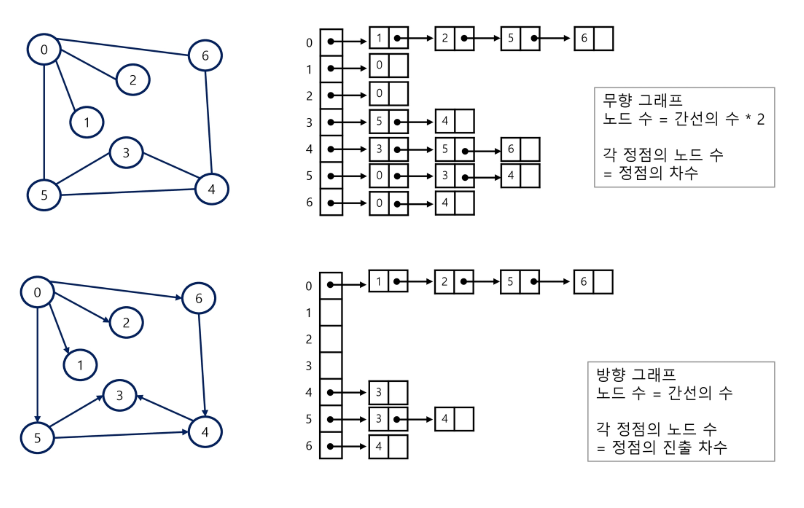 0
6
2
1
3
5
4
0 1 2 5 6
1 0
2 0
3 5 4
4 3 5 6
5 0 3 4
6 0 4
무향 그래프
노드 수 = 간선의 수 * 2
각 정점의 노드 수
= 정점의 차수
0
6
2
1
3
5
4
0 1 2 5 6
1
2
3
4 3
5 3 4
6 4
방향 그래프
노드 수 = 간선의 수
각 정점의 노드 수
= 정점의 진출 차수